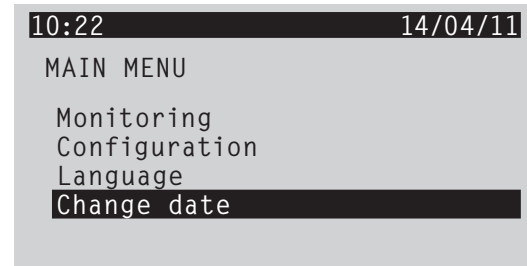 10:22 14/04/11
MAIN MENU
Monitoring
Configuration
Language
Change date